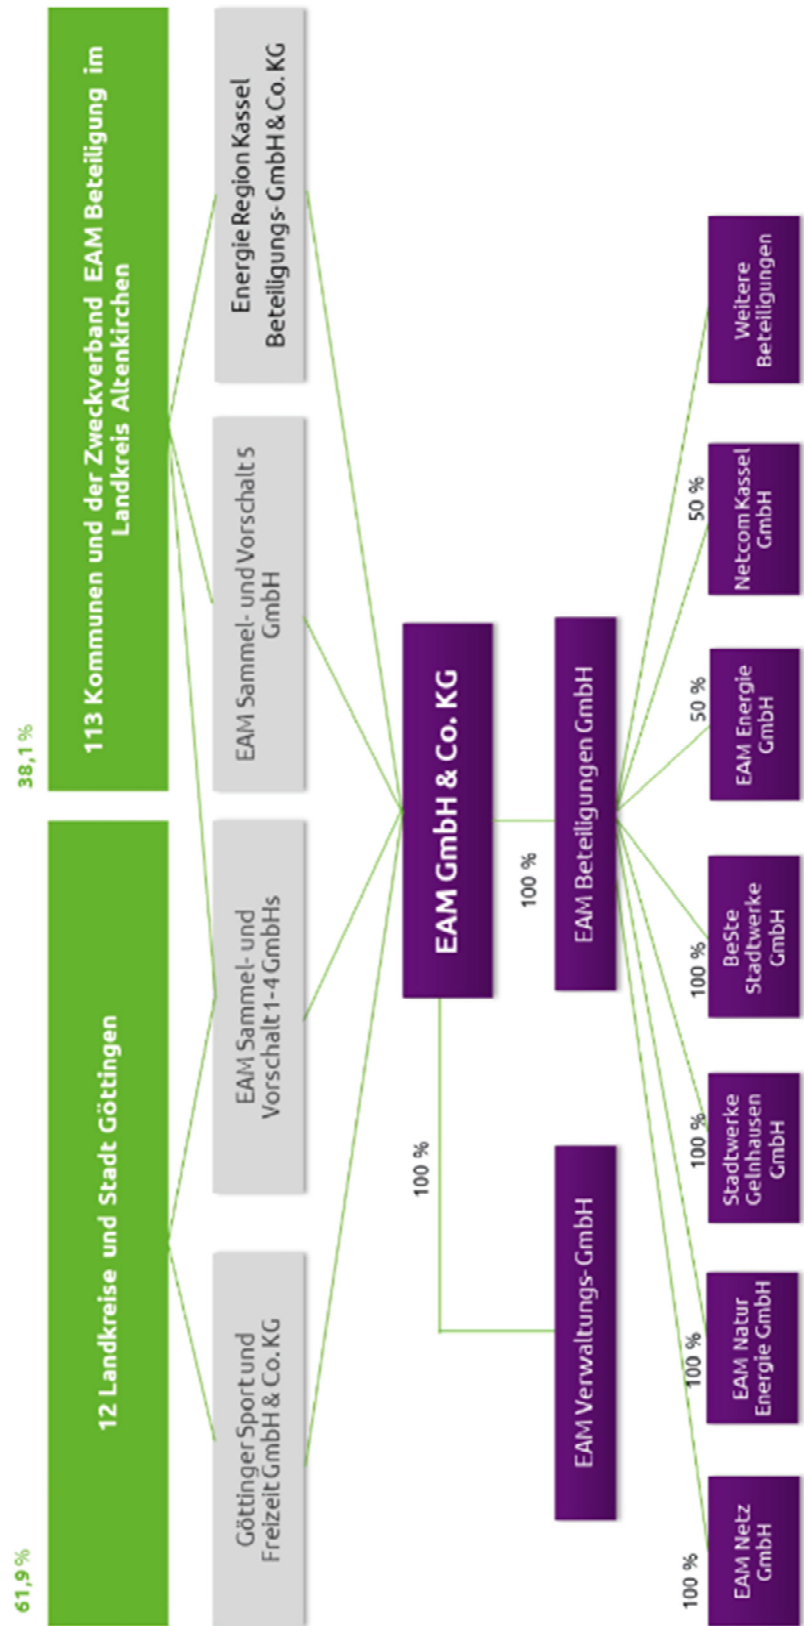 61,9 %
38,1 %
12 Landkreise und Stadt Göttingen
113 Kommunen und der Zweckverband EAM Beteiligung im
Landkreis Altenkirchen
Göttinger Sport und
Freizeit GmbH & Co. KG
EAM Sammel- und
Vorschalt 1-4 GmbHs
EAM Sammel- und Vorschalt 5
GmbH
Energie Region Kassel
Beteiligungs- GmbH & Co. KG
EAM GmbH & Co. KG
100 %
100 %
EAM Verwaltungs- GmbH
EAM Beteiligungen GmbH
100 %
100 %
100 %
100 %
50 %
50 %
EAM Netz
GmbH
EAM Natur
Energie GmbH
Stadtwerke
Gelnhausen
GmbH
BeSte
Stadtwerke
GmbH
EAM Energie
GmbH
Netcom Kassel
GmbH
Weitere
Beteiligungen